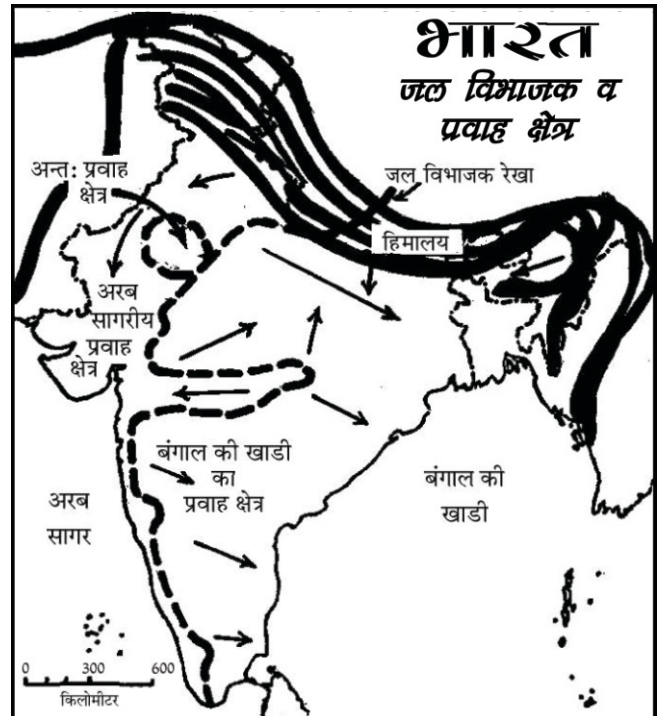 भारत
जल विभाजक व
प्रवाह क्षेत्र
अन्त: प्रवाह
क्षेत्र
जल विभाजक रेखा
हिमालय
अरब
सागरीय
प्रवाह
क्षेत्र
बंगाल की खाडी
का
प्रवाह क्षेत्र
बंगाल की
खाडी
अरब
सागर
0 300 600
किलोमीटर